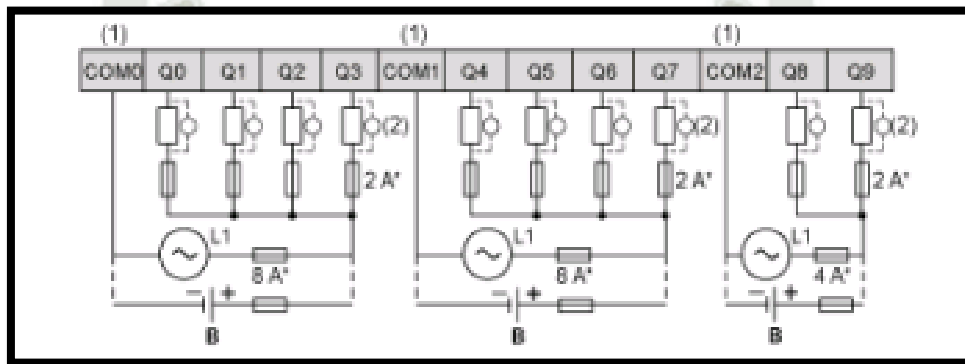 (1) (1) (1)
COM0 Q0 Q1 Q2 Q3 COM1 Q4 Q5 Q6 Q7 COM2 Q8 Q9
(2) (2) (2)
2 A* 2 A* 2 A*
L1 L1 L1
8 A* 8 A* 4 A*
− + − + − +
B B B